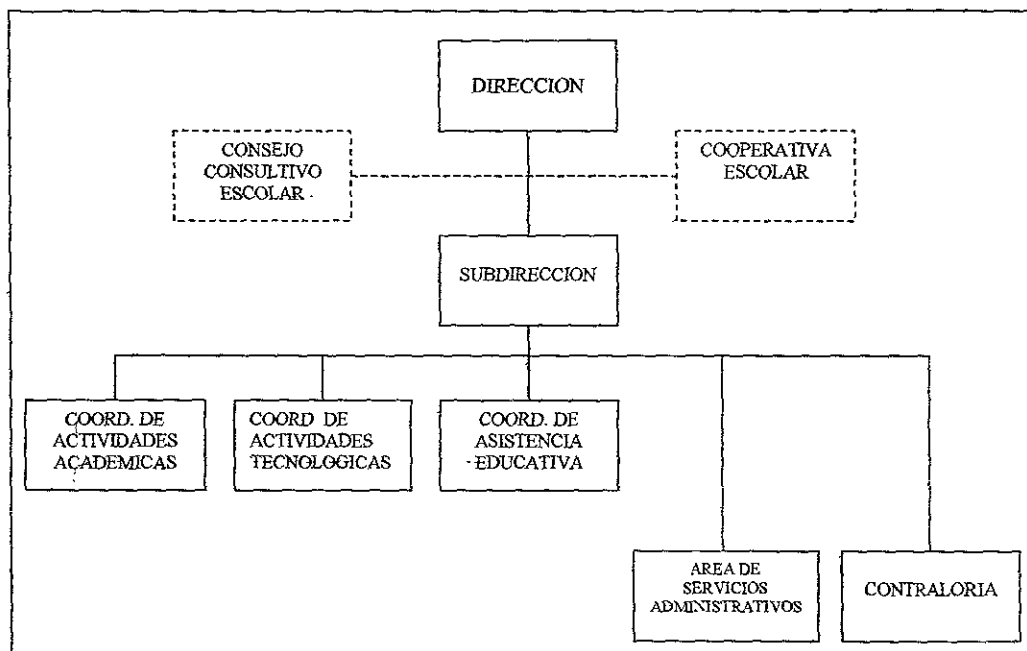 DIRECCION
CONSEJO
CONSULTIVO
ESCOLAR
COOPERATIVA
ESCOLAR
SUBDIRECCION
COORD. DE
ACTIVIDADES
ACADEMICAS
COORD DE
ACTIVIDADES
TECNOLOGICAS
COORD. DE
ASISTENCIA
EDUCATIVA
AREA DE
SERVICIOS
ADMINISTRATIVOS
CONTRALORIA